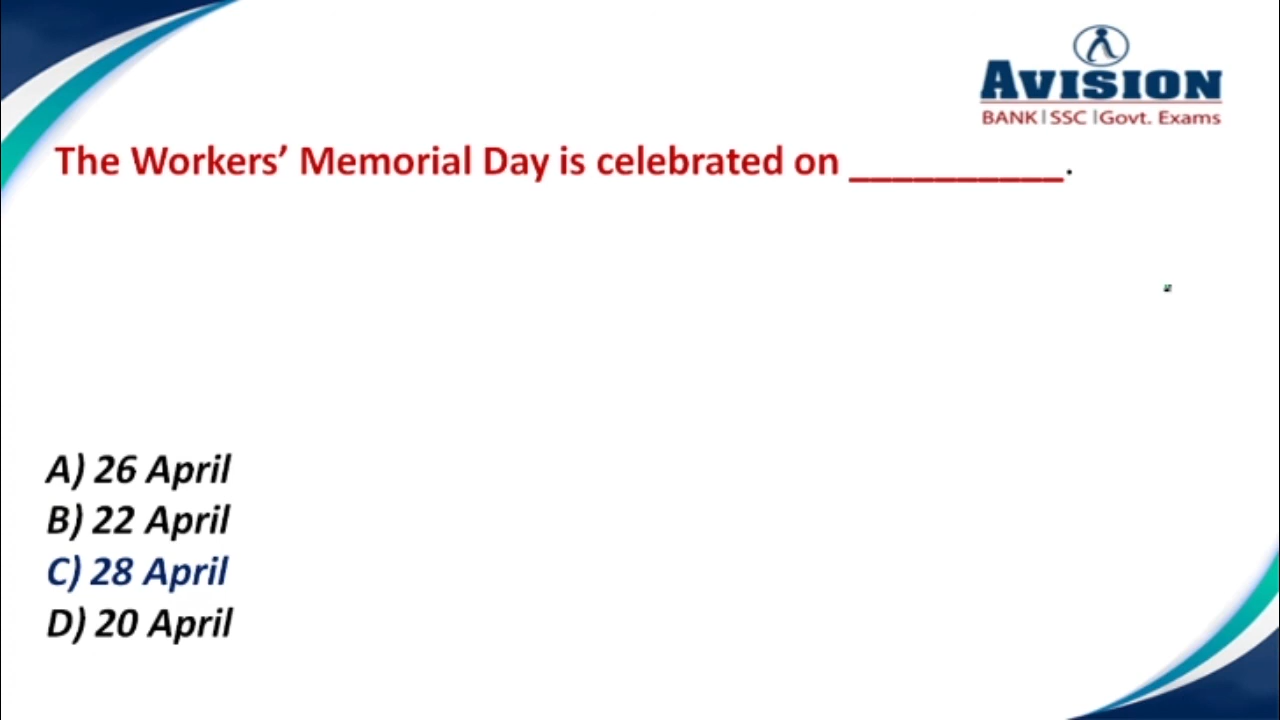 AVISION
BANK | SSC | Govt. Exams
The Workers’ Memorial Day is celebrated on __________.
A) 26 April
B) 22 April
C) 28 April
D) 20 April